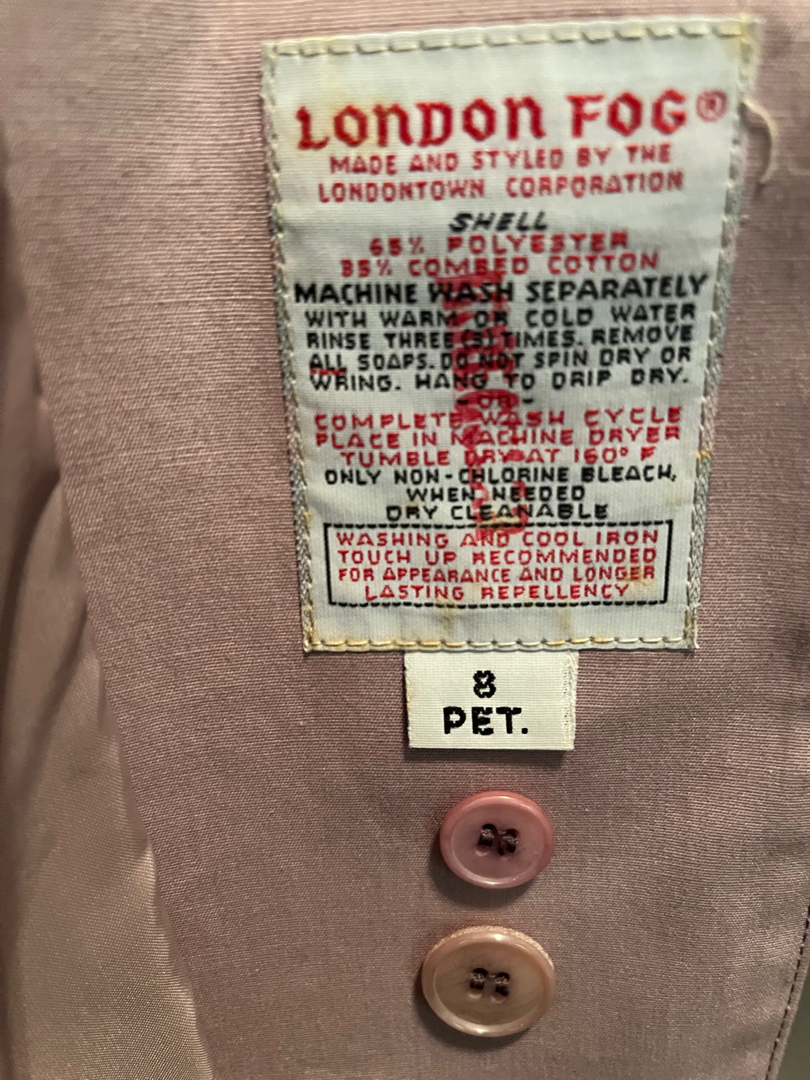 LONDON FOG®
MADE AND STYLED BY THE
LONDONTOWN CORPORATION
SHELL
65% POLYESTER
35% COMBED COTTON
MACHINE WASH SEPARATELY
WITH WARM OR COLD WATER
RINSE THREE (3) TIMES. REMOVE
ALL SOAPS. DO NOT SPIN DRY OR
WRING. HANG TO DRIP DRY.
- OR -
COMPLETE WASH CYCLE
PLACE IN MACHINE DRYER
TUMBLE DRY AT 160° F
ONLY NON-CHLORINE BLEACH,
WHEN NEEDED
DRY CLEANABLE
WASHING AND COOL IRON
TOUCH UP RECOMMENDED
FOR APPEARANCE AND LONGER
LASTING REPELLENCY
8
PET.